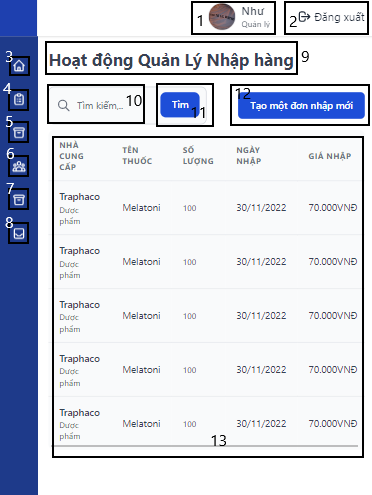 1 Như
Quản lý
2 Đăng xuất
3
Hoạt động Quản Lý Nhập hàng 9
4
Tìm kiếm,.. 10
Tìm 11
12 Tạo một đơn nhập mới
5
6
7
8
NHÀ CUNG CẤP TÊN THUỐC SỐ LƯỢNG NGÀY NHẬP GIÁ NHẬP
Traphaco
Dược phẩm Melatoni 100 30/11/2022 70.000VNĐ
Traphaco
Dược phẩm Melatoni 100 30/11/2022 70.000VNĐ
Traphaco
Dược phẩm Melatoni 100 30/11/2022 70.000VNĐ
Traphaco
Dược phẩm Melatoni 100 30/11/2022 70.000VNĐ
Traphaco
Dược phẩm Melatoni 100 30/11/2022 70.000VNĐ
13